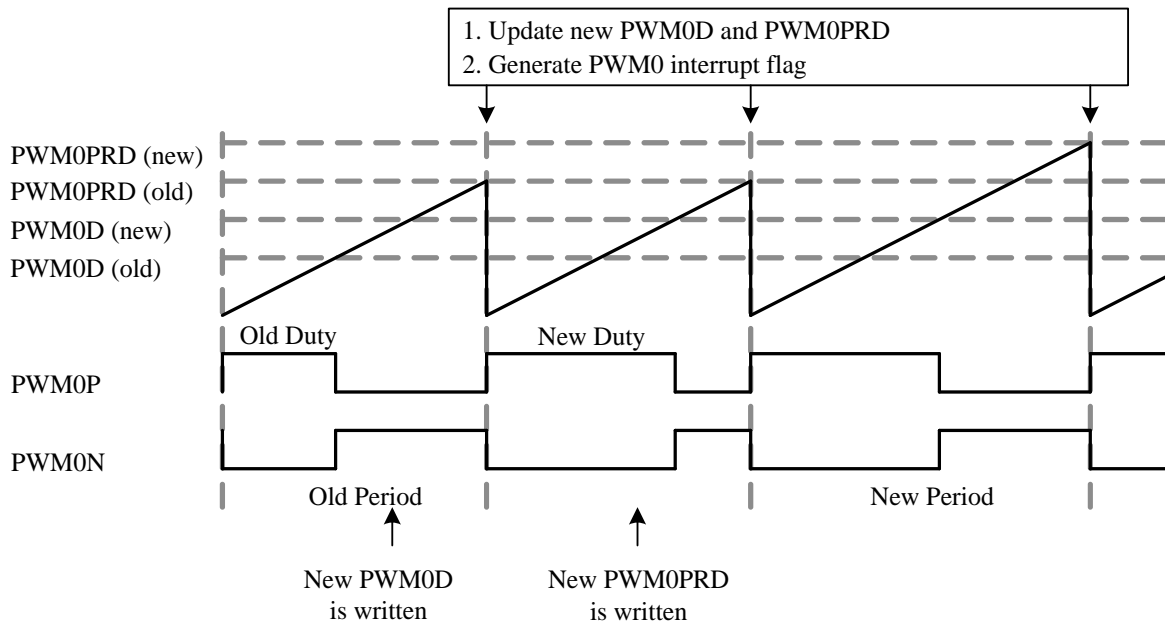 1. Update new PWM0D and PWM0PRD
2. Generate PWM0 interrupt flag
PWM0PRD (new)
PWM0PRD (old)
PWM0D (new)
PWM0D (old)
Old Duty
New Duty
PWM0P
PWM0N
Old Period
New Period
New PWM0D
is written
New PWM0PRD
is written